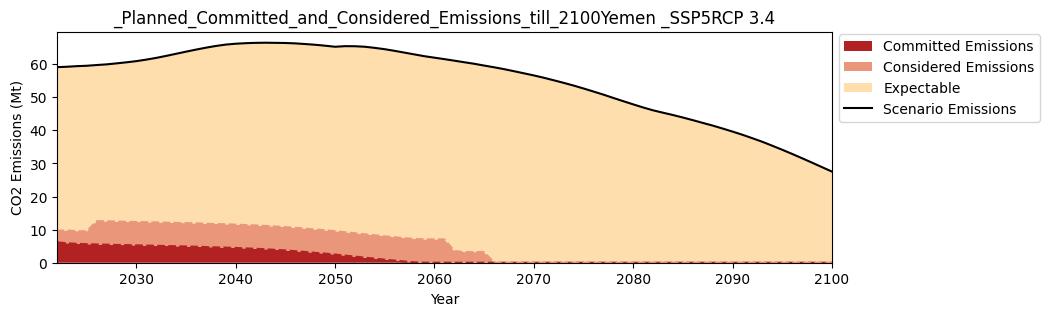 _Planned_Committed_and_Considered_Emissions_till_2100Yemen _SSP5RCP 3.4
CO2 Emissions (Mt)
60
50
40
30
20
10
0
2030 2040 2050 2060 2070 2080 2090 2100
Year
Committed Emissions
Considered Emissions
Expectable
Scenario Emissions